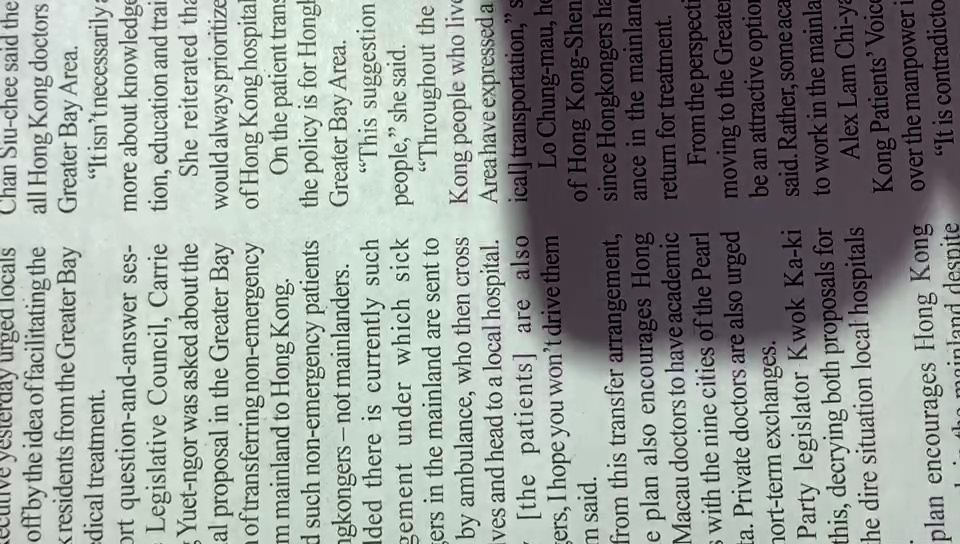 ecutive yesterday urged locals
off by the idea of facilitating the
k residents from the Greater Bay
edical treatment.
ort question-and-answer ses-
Legislative Council, Carrie
Yuet-ngor was asked about the
al proposal in the Greater Bay
of transferring non-emergency
m mainland to Hong Kong.
d such non-emergency patients
ngkongers – not mainlanders.
lded there is currently such
gement under which sick
gers in the mainland are sent to
by ambulance, who then cross
ves and head to a local hospital.
[the patients] are also
gers, I hope you won't drive them
m said.
from this transfer arrangement,
e plan also encourages Hong
Macau doctors to have academic
s with the nine cities of the Pearl
ta. Private doctors are also urged
hort-term exchanges.
Party legislator Kwok Ka-ki
this, decrying both proposals for
he dire situation local hospitals
plan encourages Hong Kong
mainland despite
Chan Siu-chee said the
all Hong Kong doctors
Greater Bay Area.
"It isn't necessarily a
more about knowledge
tion, education and trai
She reiterated tha
would always prioritize
of Hong Kong hospital
On the patient trans
the policy is for Hongk
Greater Bay Area.
"This suggestion
people," she said.
"Throughout the
Kong people who live
Area have expressed a
ical] transportation," s
Lo Chung-mau, he
of Hong Kong-Shen
since Hongkongers ha
ance in the mainland
return for treatment.
From the perspecti
moving to the Greater
be an attractive option
said. Rather, some aca
to work in the mainla
Alex Lam Chi-ya
Kong Patients' Voice
over the manpower i
"It is contradicto